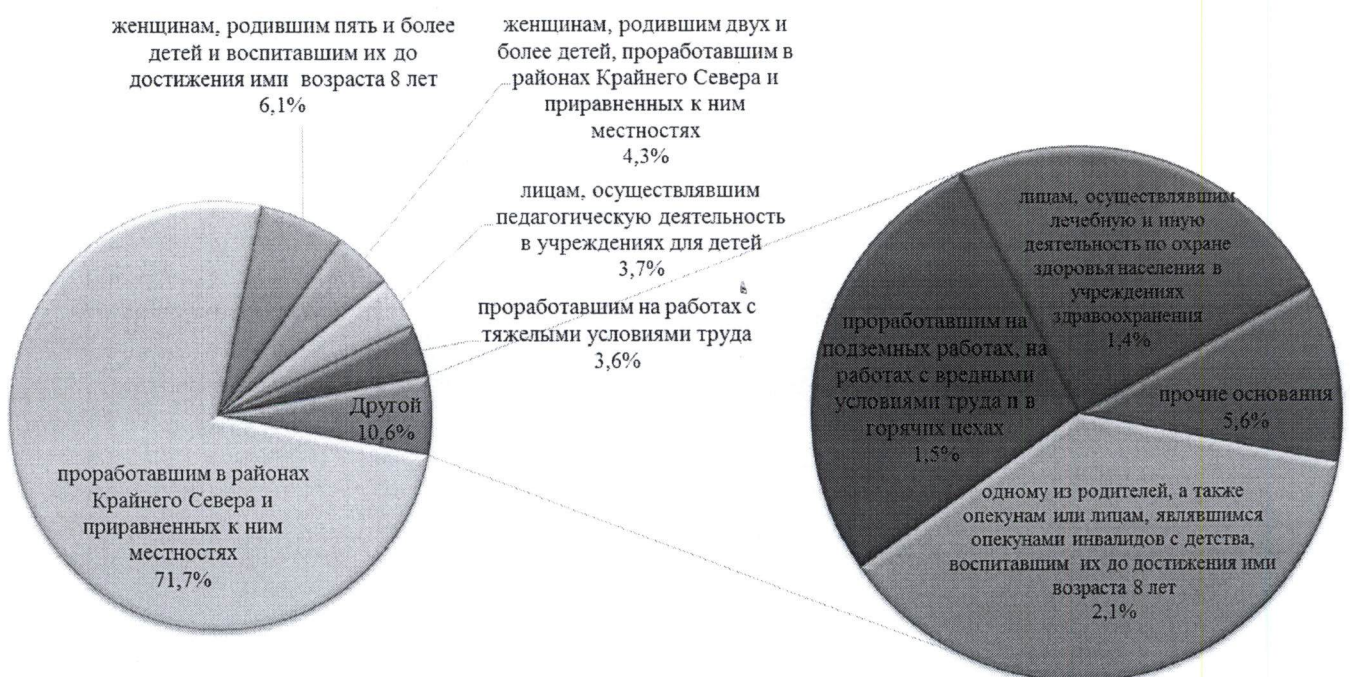 женщинам, родившим пять и более
детей и воспитавшим их до
достижения ими возраста 8 лет
6,1%
женщинам, родившим двух и
более детей, проработавшим в
районах Крайнего Севера и
приравненных к ним
местностях
4,3%
лицам, осуществлявшим
педагогическую деятельность
в учреждениях для детей
3,7%
проработавшим на работах с
тяжелыми условиями труда
3,6%
Другой
10,6%
проработавшим в районах
Крайнего Севера и
приравненных к ним
местностях
71,7%
лицам, осуществлявшим
лечебную и иную
деятельность по охране
здоровья населения в
учреждениях
здравоохранения
1,4%
проработавшим на
подземных работах, на
работах с вредными
условиями труда и в
горячих цехах
1,5%
прочие основания
5,6%
одному из родителей, а также
опекунам или лицам, являвшимся
опекунами инвалидов с детства,
воспитавшим их до достижения ими
возраста 8 лет
2,1%